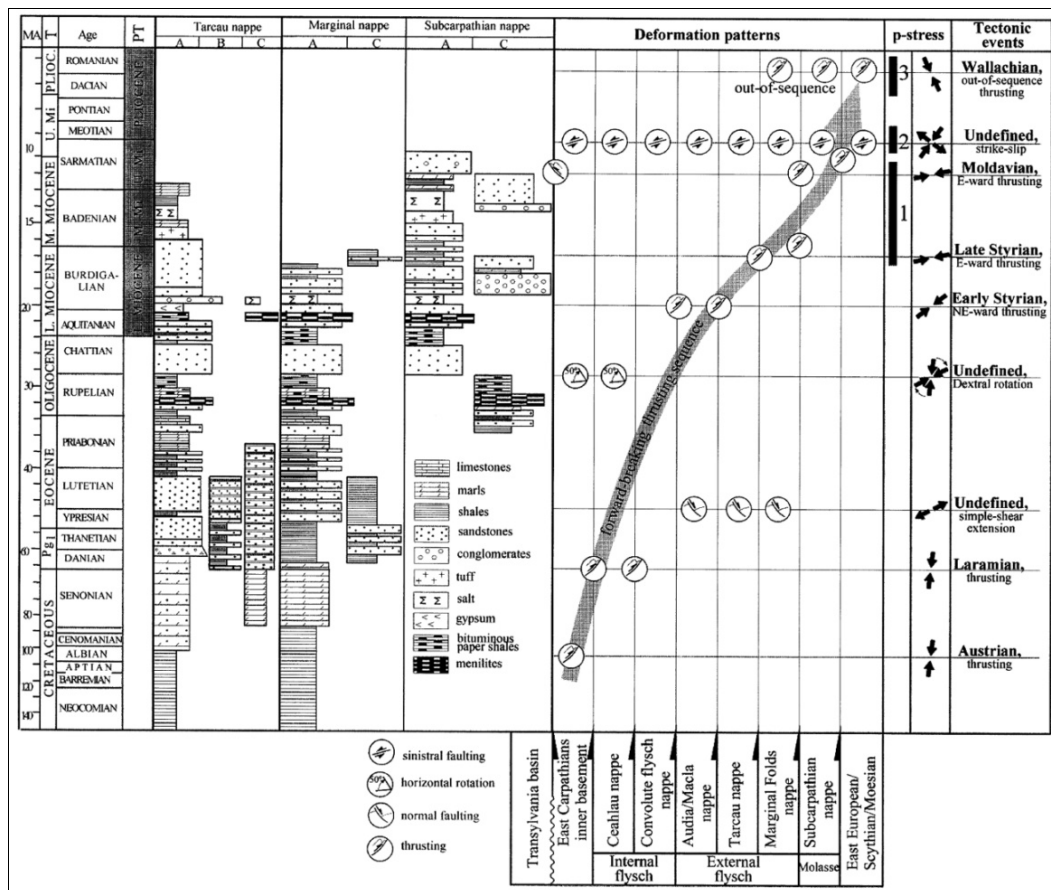 Tarcau nappe
Marginal nappe
Subcarpathian nappe
MA
T
Age
PT
A
B
C
A
C
A
C
Deformation patterns
p-stress
Tectonic
events
PLIOC.
U. Mi
M. MIOCENE
L. MIOCENE
OLIGOCENE
EOCENE
Pg1
CRETACEOUS
ROMANIAN
DACIAN
PONTIAN
MEOTIAN
SARMATIAN
BADENIAN
BURDIGA-
LIAN
AQUITANIAN
CHATTIAN
RUPELIAN
PRIABONIAN
LUTETIAN
YPRESIAN
THANETIAN
DANIAN
SENONIAN
CENOMANIAN
ALBIAN
APTIAN
BARREMIAN
NEOCOMIAN
10
15
20
30
40
60
80
100
120
140
limestones
marls
shales
sandstones
conglomerates
tuff
salt
gypsum
bituminous
paper shales
menilites
out-of-sequence
forward-breaking thrusting sequence
50°
50°
3
2
1
Wallachian,
out-of-sequence
thrusting
Undefined,
strike-slip
Moldavian,
E-ward thrusting
Late Styrian,
E-ward thrusting
Early Styrian,
NE-ward thrusting
Undefined,
Dextral rotation
Undefined,
simple-shear
extension
Laramian,
thrusting
Austrian,
thrusting
sinistral faulting
50°
horizontal rotation
normal faulting
thrusting
Transylvania basin
East Carpathians
inner basement
Ceahlau nappe
Convolute flysch
nappe
Audia/Macla
nappe
Tarcau nappe
Marginal Folds
nappe
Subcarpathian
nappe
East European/
Scythian/Moesian
Internal
flysch
External
flysch
Molasse